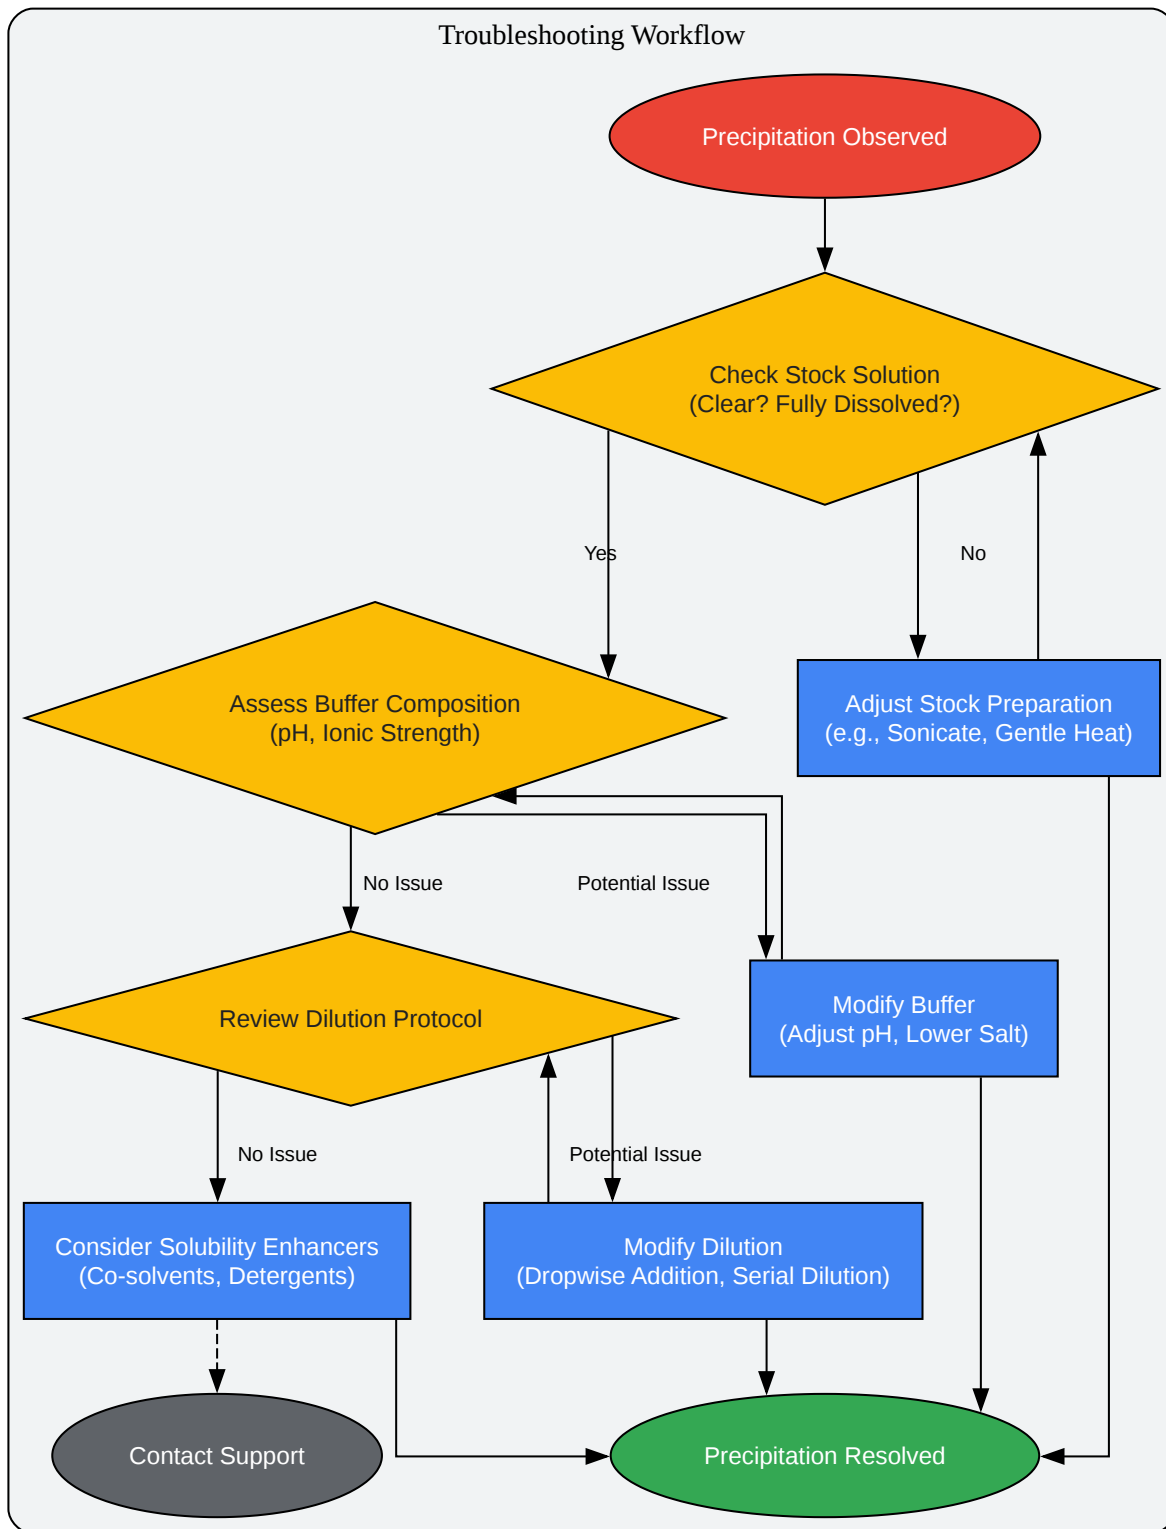 Troubleshooting Workflow
Precipitation Observed
Check Stock Solution
(Clear? Fully Dissolved?)
Yes
No
Assess Buffer Composition
(pH, Ionic Strength)
Adjust Stock Preparation
(e.g., Sonicate, Gentle Heat)
No Issue
Potential Issue
Review Dilution Protocol
Modify Buffer
(Adjust pH, Lower Salt)
No Issue
Potential Issue
Consider Solubility Enhancers
(Co-solvents, Detergents)
Modify Dilution
(Dropwise Addition, Serial Dilution)
Contact Support
Precipitation Resolved